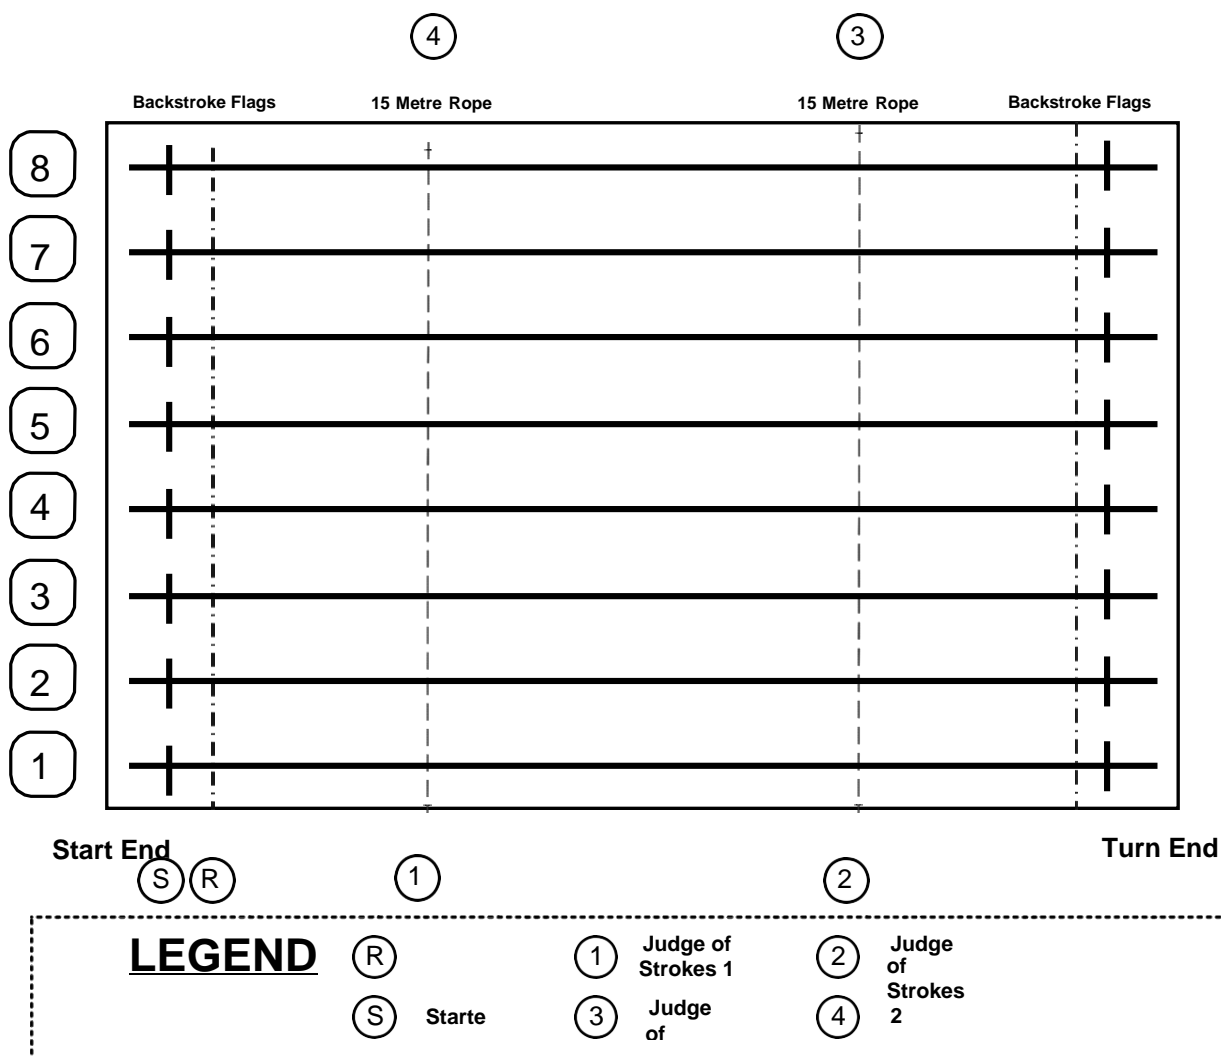 4 3
Backstroke Flags 15 Metre Rope 15 Metre Rope Backstroke Flags
8
7
6
5
4
3
2
1
Start End Turn End
S R 1 2
LEGEND
R
1 Judge of
Strokes 1
2 Judge
of
Strokes
2
S Starte
3 Judge
of
4